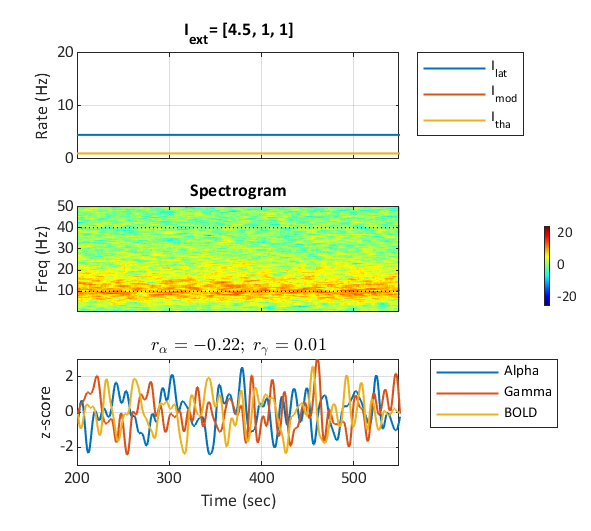 I_ext = [4.5, 1, 1]
20
10
0
Rate (Hz)
I_lat
I_mod
I_tha
Spectrogram
50
40
30
20
10
Freq (Hz)
20
0
-20
r_α = −0.22; r_γ = 0.01
2
0
-2
z-score
200 300 400 500
Time (sec)
Alpha
Gamma
BOLD